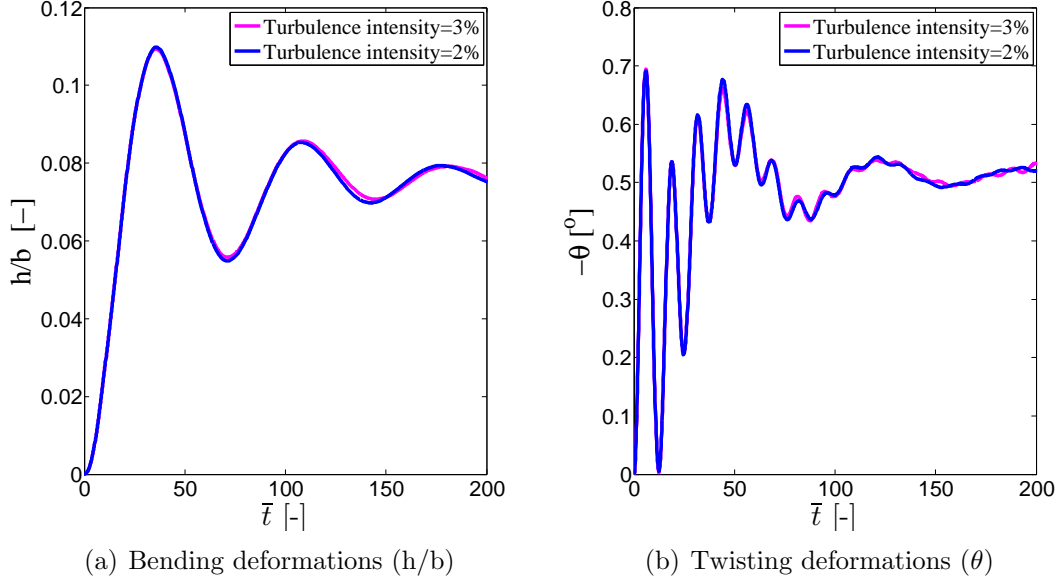 Turbulence intensity=3%
Turbulence intensity=2%
0.12
0.1
0.08
0.06
0.04
0.02
0
h/b [−]
0 50 100 150 200
t̅ [-]
(a) Bending deformations (h/b)
Turbulence intensity=3%
Turbulence intensity=2%
0.8
0.7
0.6
0.5
0.4
0.3
0.2
0.1
0
−θ [º]
0 50 100 150 200
t̅ [-]
(b) Twisting deformations (θ)